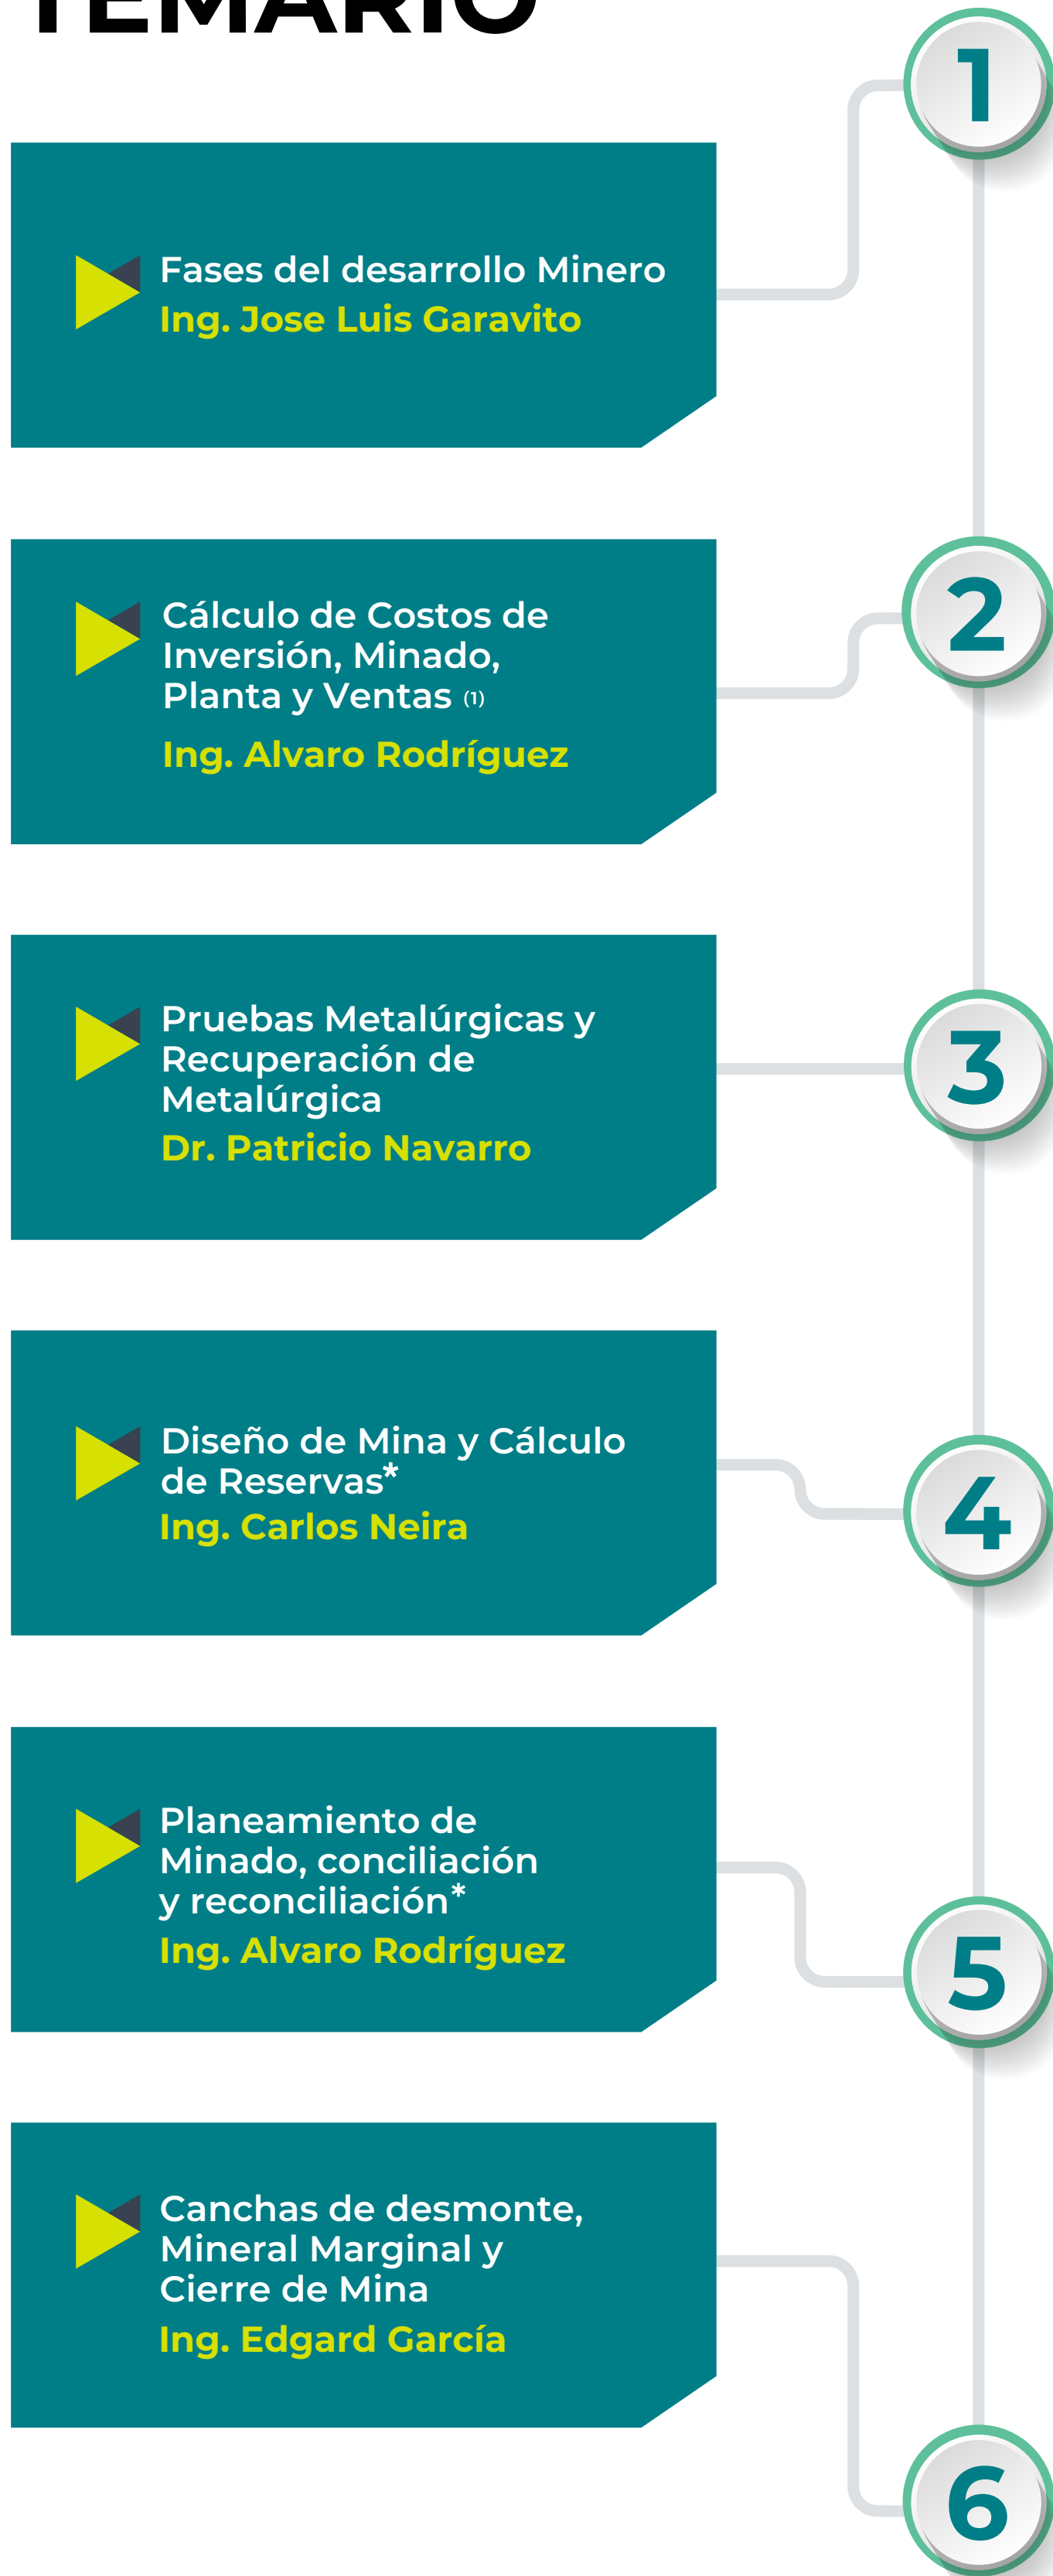 TEMARIO
1
Fases del desarrollo Minero
Ing. Jose Luis Garavito
2
Cálculo de Costos de
Inversión, Minado,
Planta y Ventas (1)
Ing. Alvaro Rodríguez
3
Pruebas Metalúrgicas y
Recuperación de
Metalúrgica
Dr. Patricio Navarro
4
Diseño de Mina y Cálculo
de Reservas*
Ing. Carlos Neira
5
Planeamiento de
Minado, conciliación
y reconciliación*
Ing. Alvaro Rodríguez
6
Canchas de desmonte,
Mineral Marginal y
Cierre de Mina
Ing. Edgard García